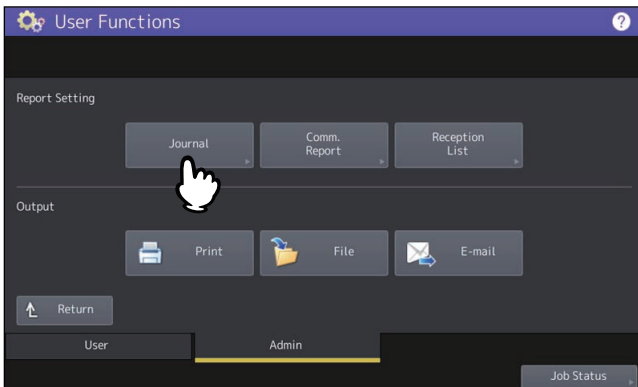 User Functions
?
Report Setting
Journal
Comm.
Report
Reception
List
Output
Print
File
E-mail
Return
User
Admin
Job Status